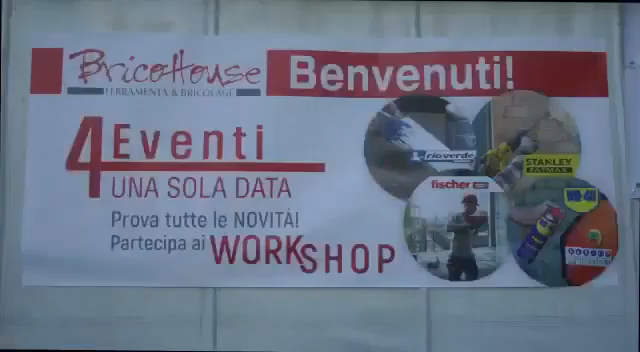 BricoHouse
FERRAMENTA & BRICOLAGE
Benvenuti!
4 Eventi
UNA SOLA DATA
Prova tutte le NOVITÀ!
Partecipa ai WORKSHOP
rioverde
STANLEY
FATMAX
fischer
WD-40